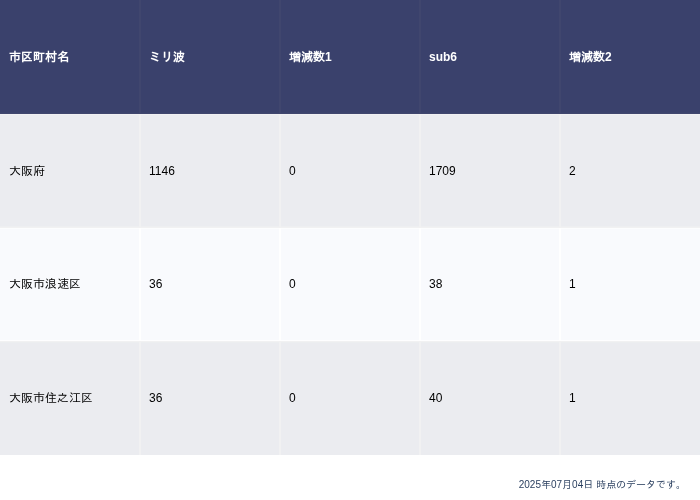 市区町村名 ミリ波 増減数1 sub6 増減数2
大阪府 1146 0 1709 2
大阪市浪速区 36 0 38 1
大阪市住之江区 36 0 40 1
2025年07月04日 時点のデータです。